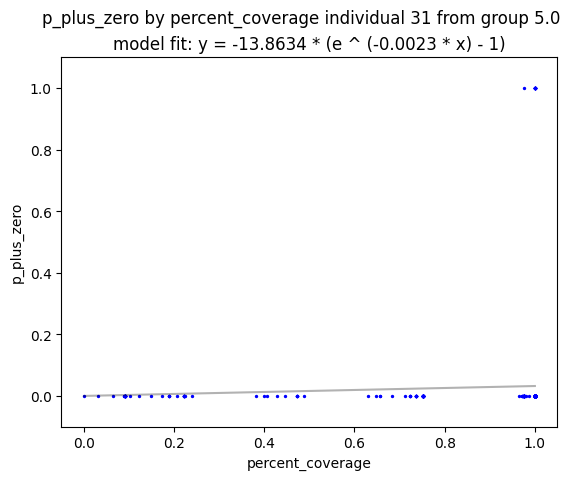 p_plus_zero by percent_coverage individual 31 from group 5.0
model fit: y = -13.8634 * (e ^ (-0.0023 * x) - 1)
1.0
0.8
0.6
0.4
0.2
0.0
p_plus_zero
0.0 0.2 0.4 0.6 0.8 1.0
percent_coverage